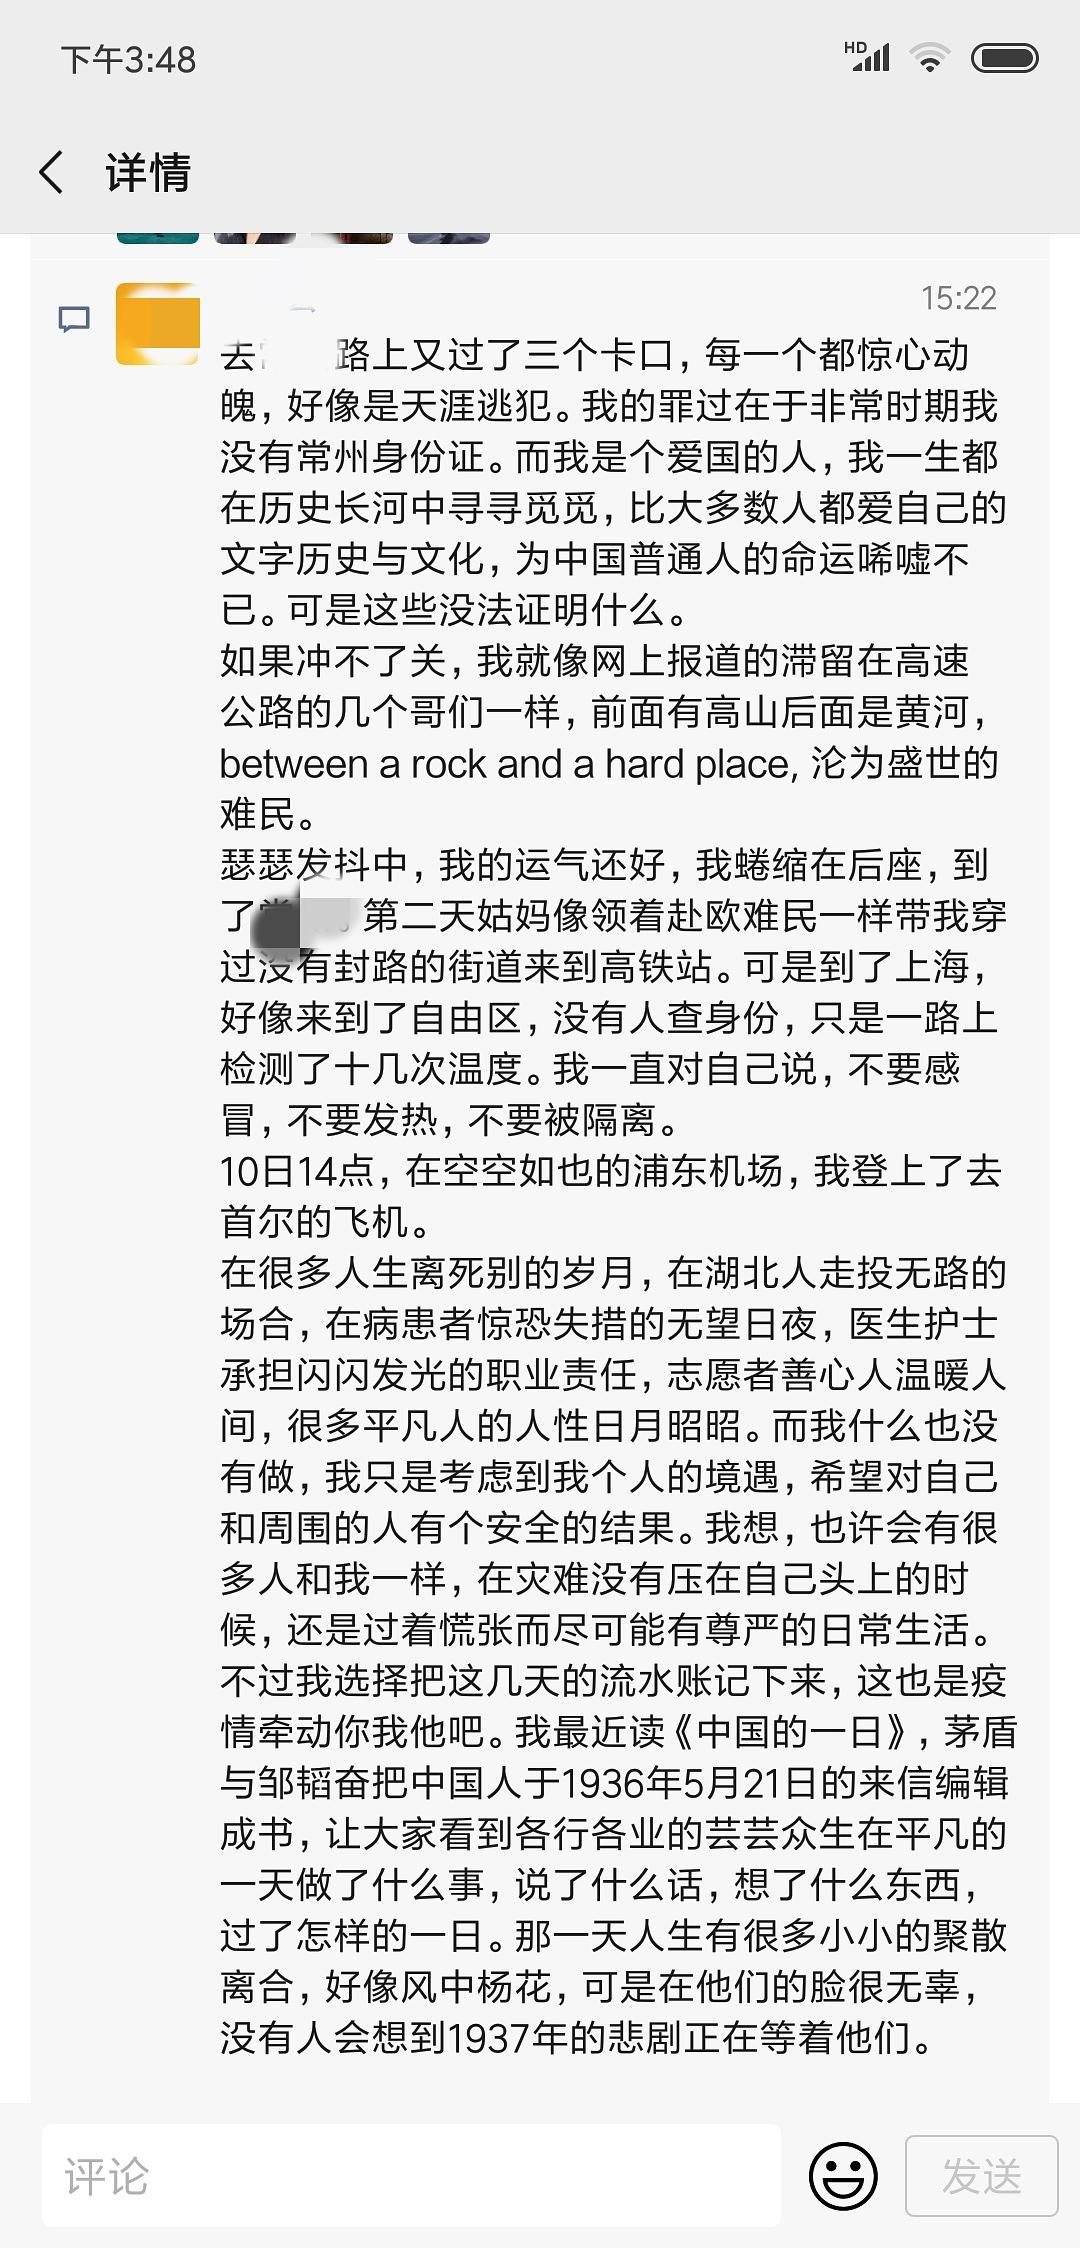 下午3:48
HD
详情
15:22
去 路上又过了三个卡口，每一个都惊心动
魄，好像是天涯逃犯。我的罪过在于非常时期我
没有常州身份证。而我是个爱国的人，我一生都
在历史长河中寻寻觅觅，比大多数人都爱自己的
文字历史与文化，为中国普通人的命运唏嘘不
已。可是这些没法证明什么。
如果冲不了关，我就像网上报道的滞留在高速
公路的几个哥们一样，前面有高山后面是黄河，
between a rock and a hard place, 沦为盛世的
难民。
瑟瑟发抖中，我的运气还好，我蜷缩在后座，到
了 。第二天姑妈像领着赴欧难民一样带我穿
过没有封路的街道来到高铁站。可是到了上海，
好像来到了自由区，没有人查身份，只是一路上
检测了十几次温度。我一直对自己说，不要感
冒，不要发热，不要被隔离。
10日14点，在空空如也的浦东机场，我登上了去
首尔的飞机。
在很多人生离死别的岁月，在湖北人走投无路的
场合，在病患者惊恐失措的无望日夜，医生护士
承担闪闪发光的职业责任，志愿者善心人温暖人
间，很多平凡人的人性日月昭昭。而我什么也没
有做，我只是考虑到我个人的境遇，希望对自己
和周围的人有个安全的结果。我想，也许会有很
多人和我一样，在灾难没有压在自己头上的时
候，还是过着慌张而尽可能有尊严的日常生活。
不过我选择把这几天的流水账记下来，这也是疫
情牵动你我他吧。我最近读《中国的一日》，茅盾
与邹韬奋把中国人于1936年5月21日的来信编辑
成书，让大家看到各行各业的芸芸众生在平凡的
一天做了什么事，说了什么话，想了什么东西，
过了怎样的一日。那一天人生有很多小小的聚散
离合，好像风中杨花，可是在他们的脸很无辜，
没有人会想到1937年的悲剧正在等着他们。
评论
发送